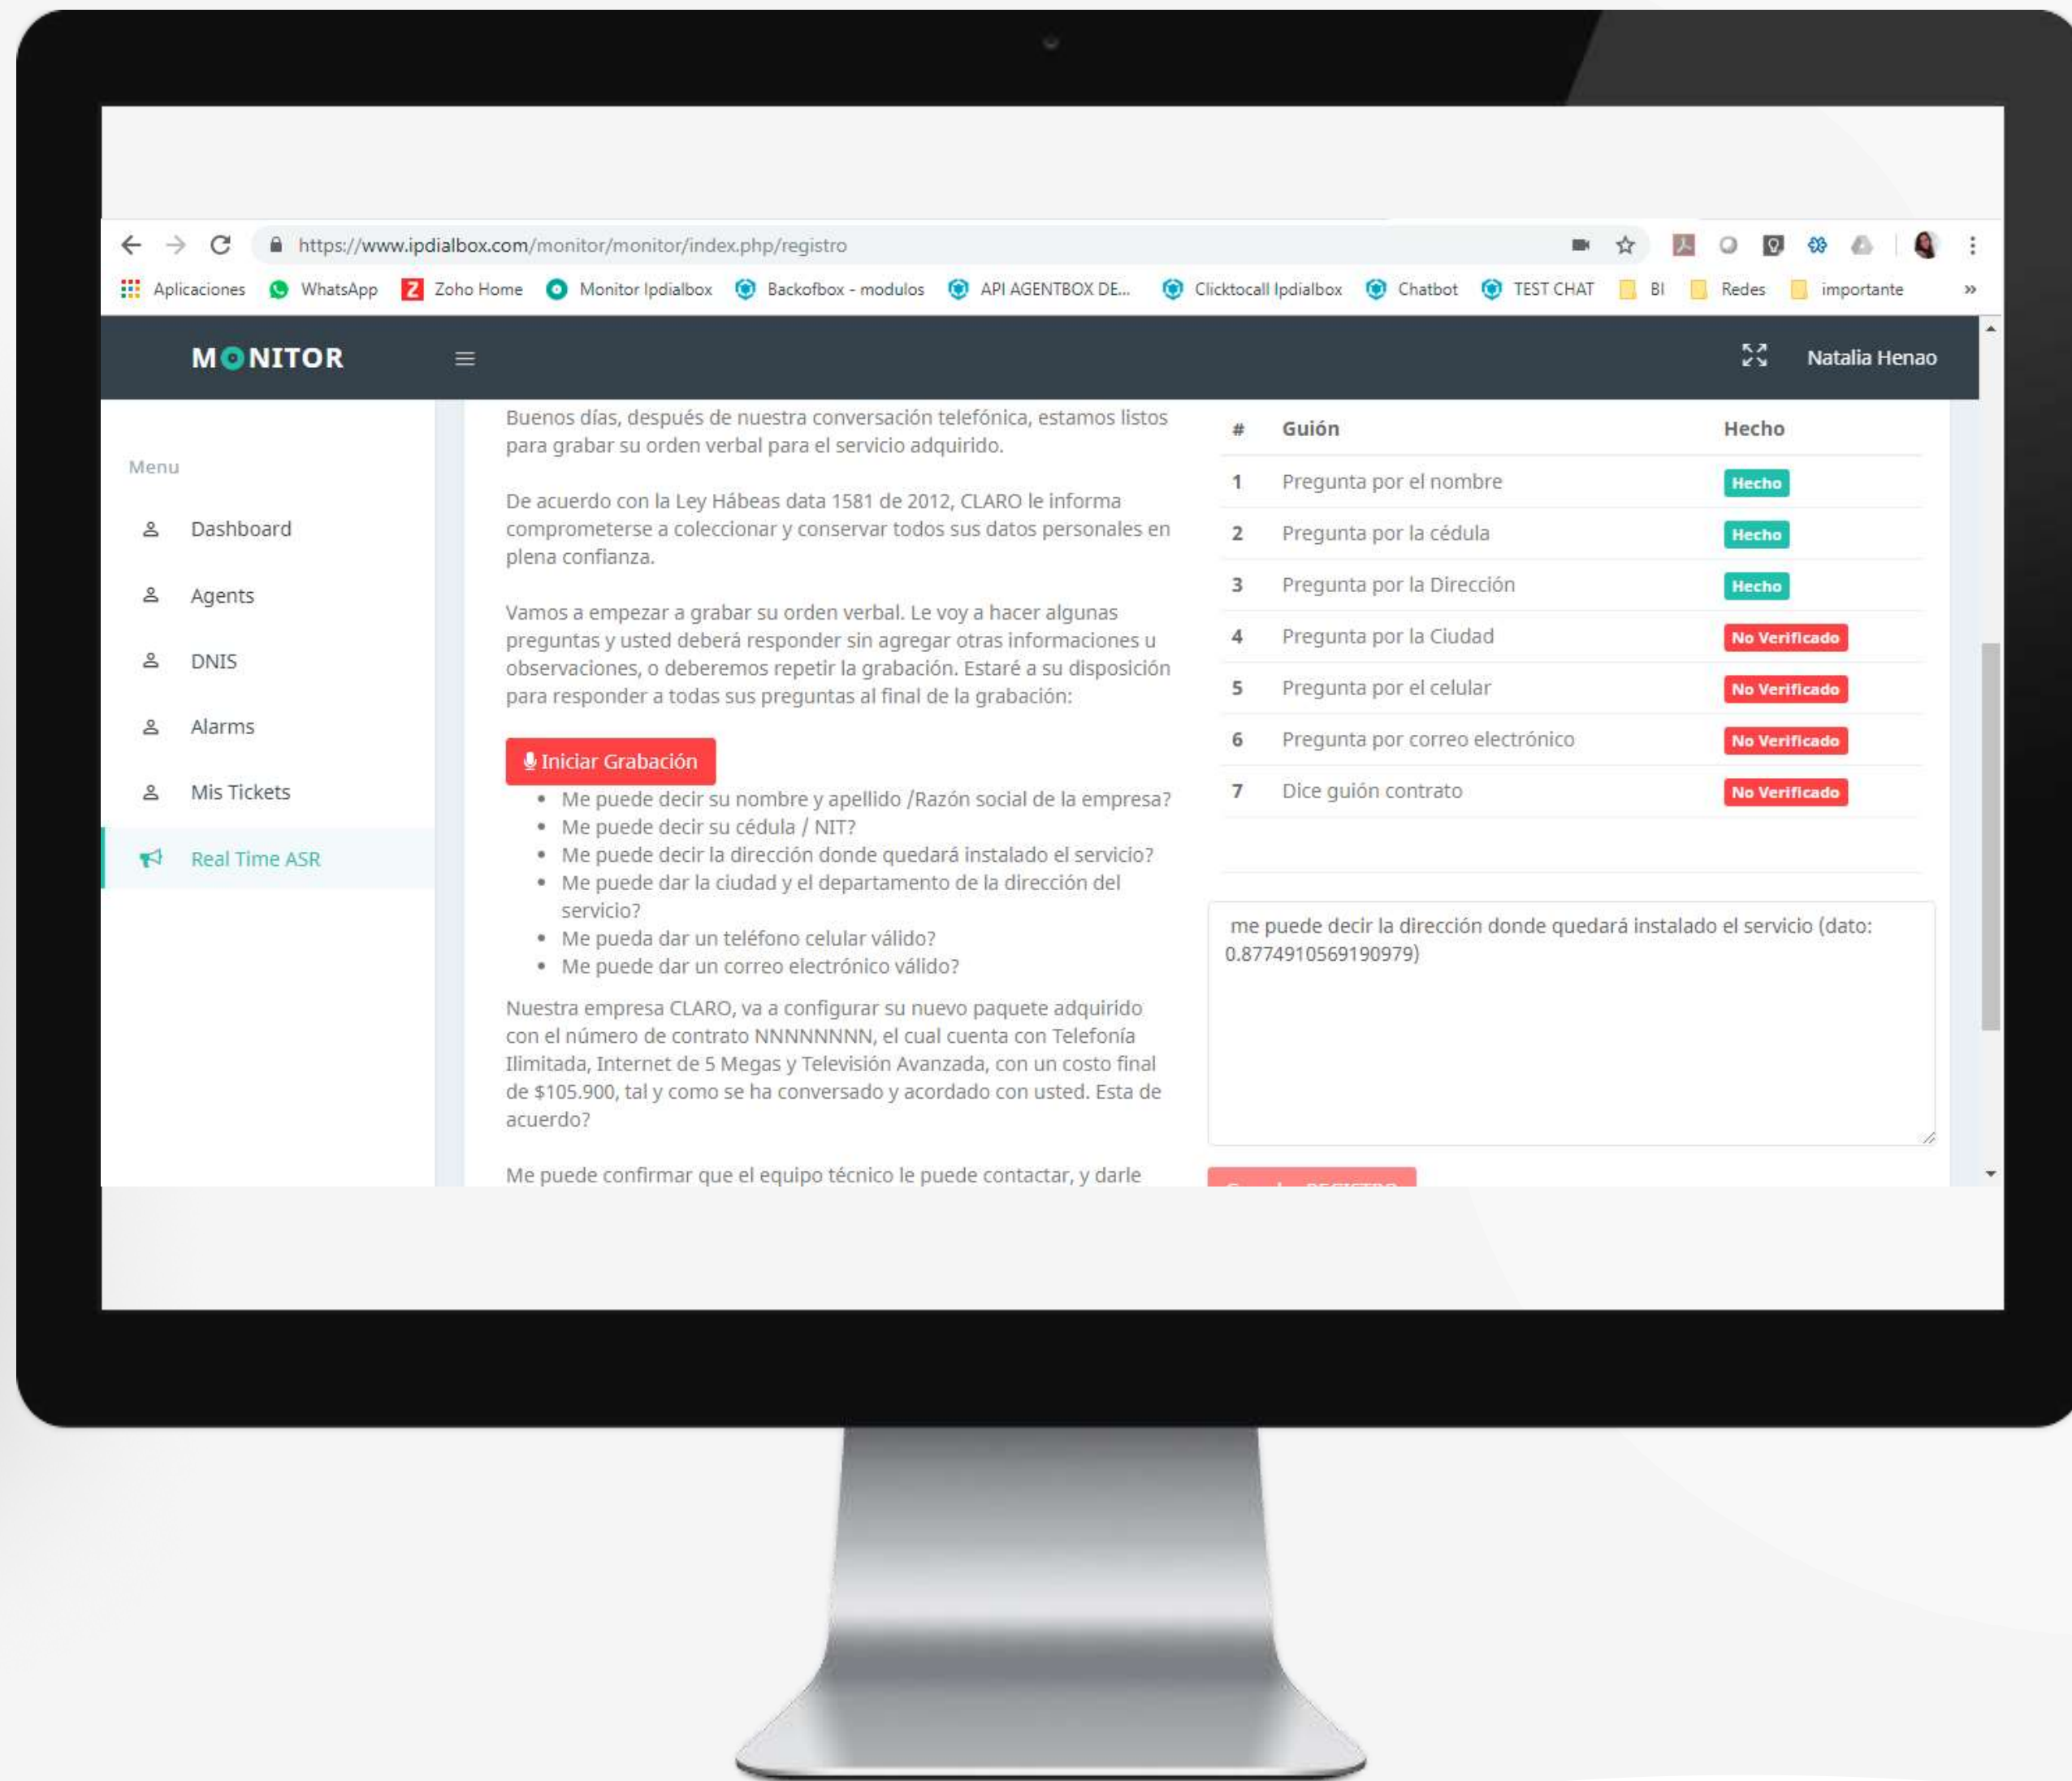 https://www.ipdialbox.com/monitor/monitor/index.php/registro
Aplicaciones WhatsApp Zoho Home Monitor Ipdialbox Backofbox - modulos API AGENTBOX DE... Clicktocall Ipdialbox Chatbot TEST CHAT BI Redes importante »
MONITOR
Natalia Henao
Menu
Dashboard
Agents
DNIS
Alarms
Mis Tickets
Real Time ASR
Buenos días, después de nuestra conversación telefónica, estamos listos
para grabar su orden verbal para el servicio adquirido.
De acuerdo con la Ley Hábeas data 1581 de 2012, CLARO le informa
comprometerse a coleccionar y conservar todos sus datos personales en
plena confianza.
Vamos a empezar a grabar su orden verbal. Le voy a hacer algunas
preguntas y usted deberá responder sin agregar otras informaciones u
observaciones, o deberemos repetir la grabación. Estaré a su disposición
para responder a todas sus preguntas al final de la grabación:
Iniciar Grabación
• Me puede decir su nombre y apellido /Razón social de la empresa?
• Me puede decir su cédula / NIT?
• Me puede decir la dirección donde quedará instalado el servicio?
• Me puede dar la ciudad y el departamento de la dirección del
servicio?
• Me pueda dar un teléfono celular válido?
• Me puede dar un correo electrónico válido?
Nuestra empresa CLARO, va a configurar su nuevo paquete adquirido
con el número de contrato NNNNNNNN, el cual cuenta con Telefonía
Ilimitada, Internet de 5 Megas y Televisión Avanzada, con un costo final
de $105.900, tal y como se ha conversado y acordado con usted. Esta de
acuerdo?
Me puede confirmar que el equipo técnico le puede contactar, y darle
# Guión Hecho
1 Pregunta por el nombre Hecho
2 Pregunta por la cédula Hecho
3 Pregunta por la Dirección Hecho
4 Pregunta por la Ciudad No Verificado
5 Pregunta por el celular No Verificado
6 Pregunta por correo electrónico No Verificado
7 Dice guión contrato No Verificado
me puede decir la dirección donde quedará instalado el servicio (dato:
0.8774910569190979)